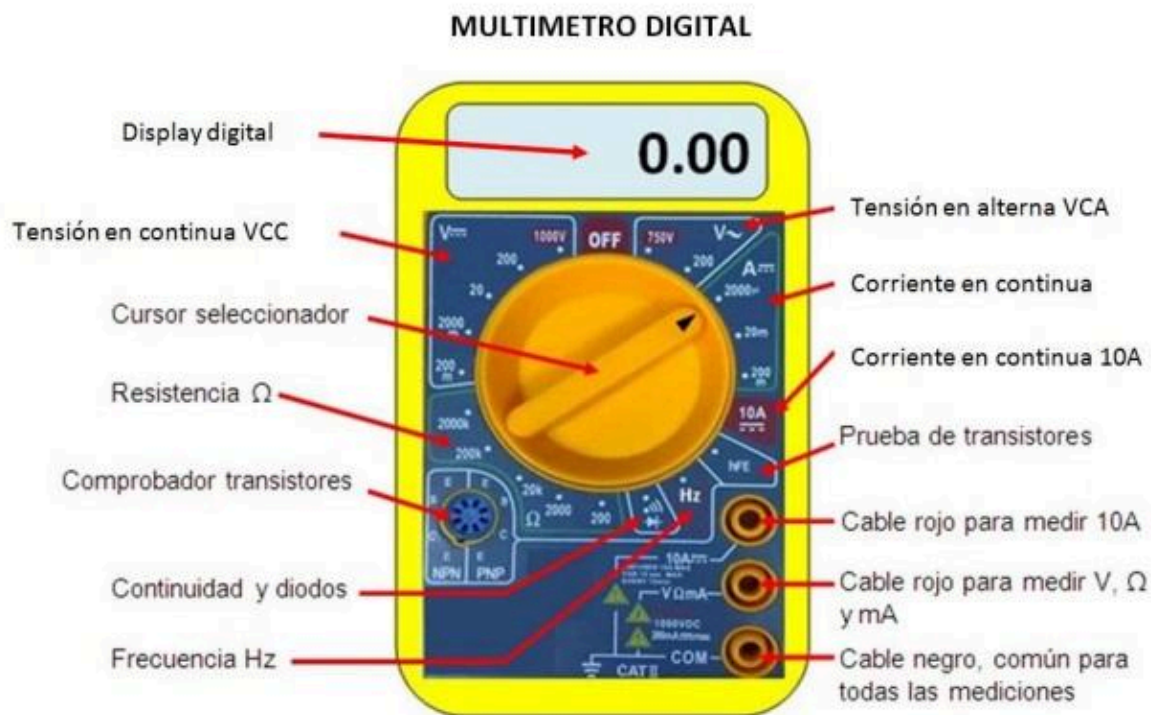 MULTIMETRO DIGITAL
Display digital
0.00
Tensión en alterna VCA
Tensión en continua VCC
V
1000V
OFF
750V
V~
200
200
A
20
2000µ
Corriente en continua
Cursor seleccionador
2000
m
20m
200
m
200
m
Corriente en continua 10A
Resistencia Ω
10A
2000k
Prueba de transistores
200k
hFE
Comprobador transistores
20k
2000
200
Ω
Hz
E
E
B
B
C
C
E
E
NPN
PNP
Cable rojo para medir 10A
10A
Continuidad y diodos
VΩmA
Cable rojo para medir V, Ω
y mA
1000VDC
Frecuencia Hz
COM
CAT II
Cable negro, común para
todas las mediciones